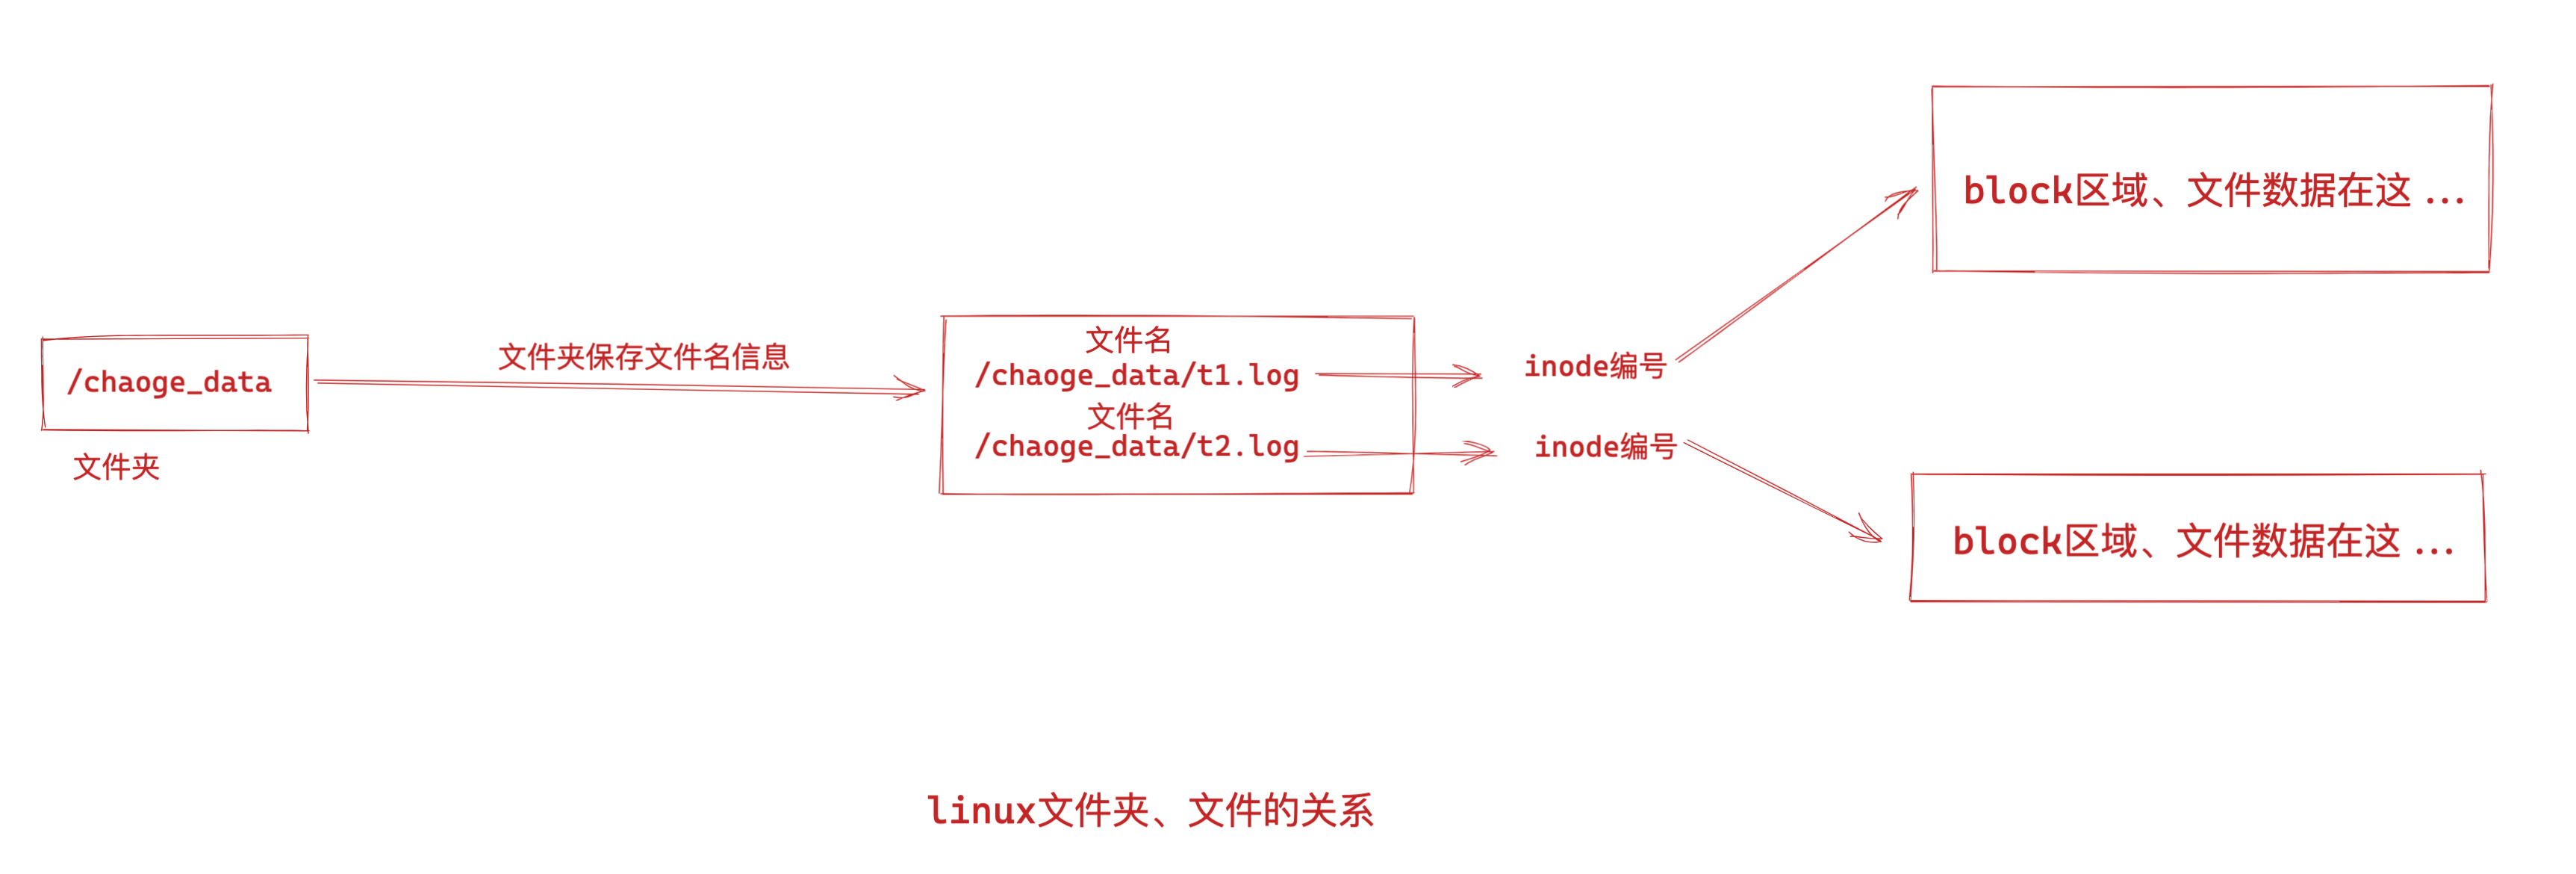 /chaoge_data
文件夹
文件夹保存文件名信息
文件名
/chaoge_data/t1.log
文件名
/chaoge_data/t2.log
inode编号
inode编号
block区域、文件数据在这 ...
block区域、文件数据在这 ...
linux文件夹、文件的关系